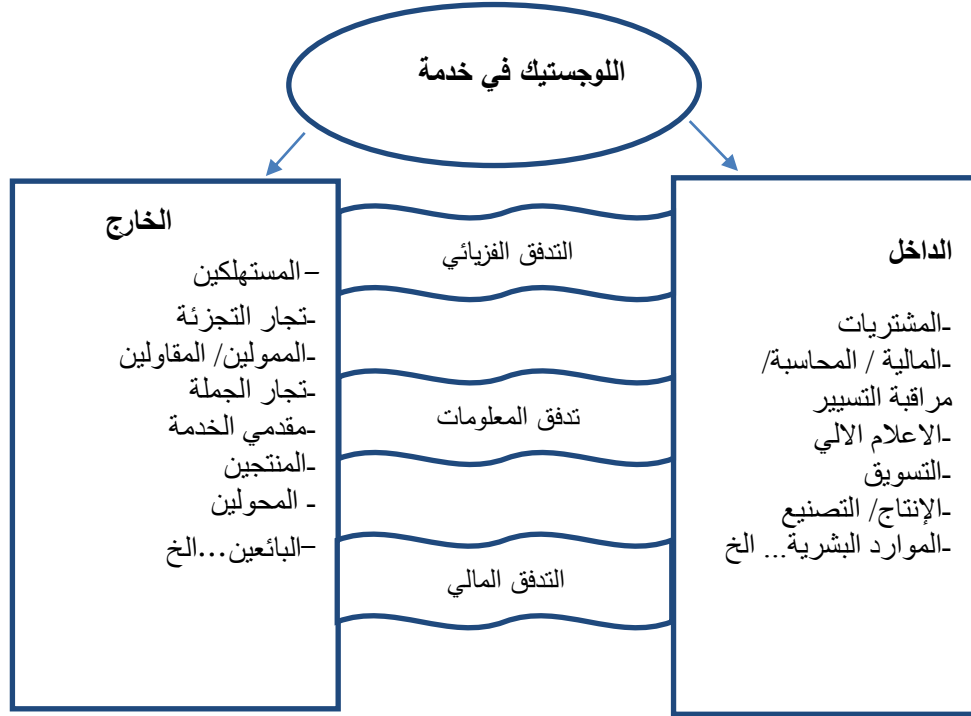 اللوجستيك في خدمة
الداخل
-المشتريات
-المالية / المحاسبة/
مراقبة التسيير
-الاعلام الالي
-التسويق
-الإنتاج/ التصنيع
-الموارد البشرية... الخ
التدفق الفزيائي
تدفق المعلومات
التدفق المالي
الخارج
–المستهلكين
-تجار التجزئة
-الممولين/ المقاولين
-تجار الجملة
-مقدمي الخدمة
-المنتجين
- المحولين
–البائعين...الخ